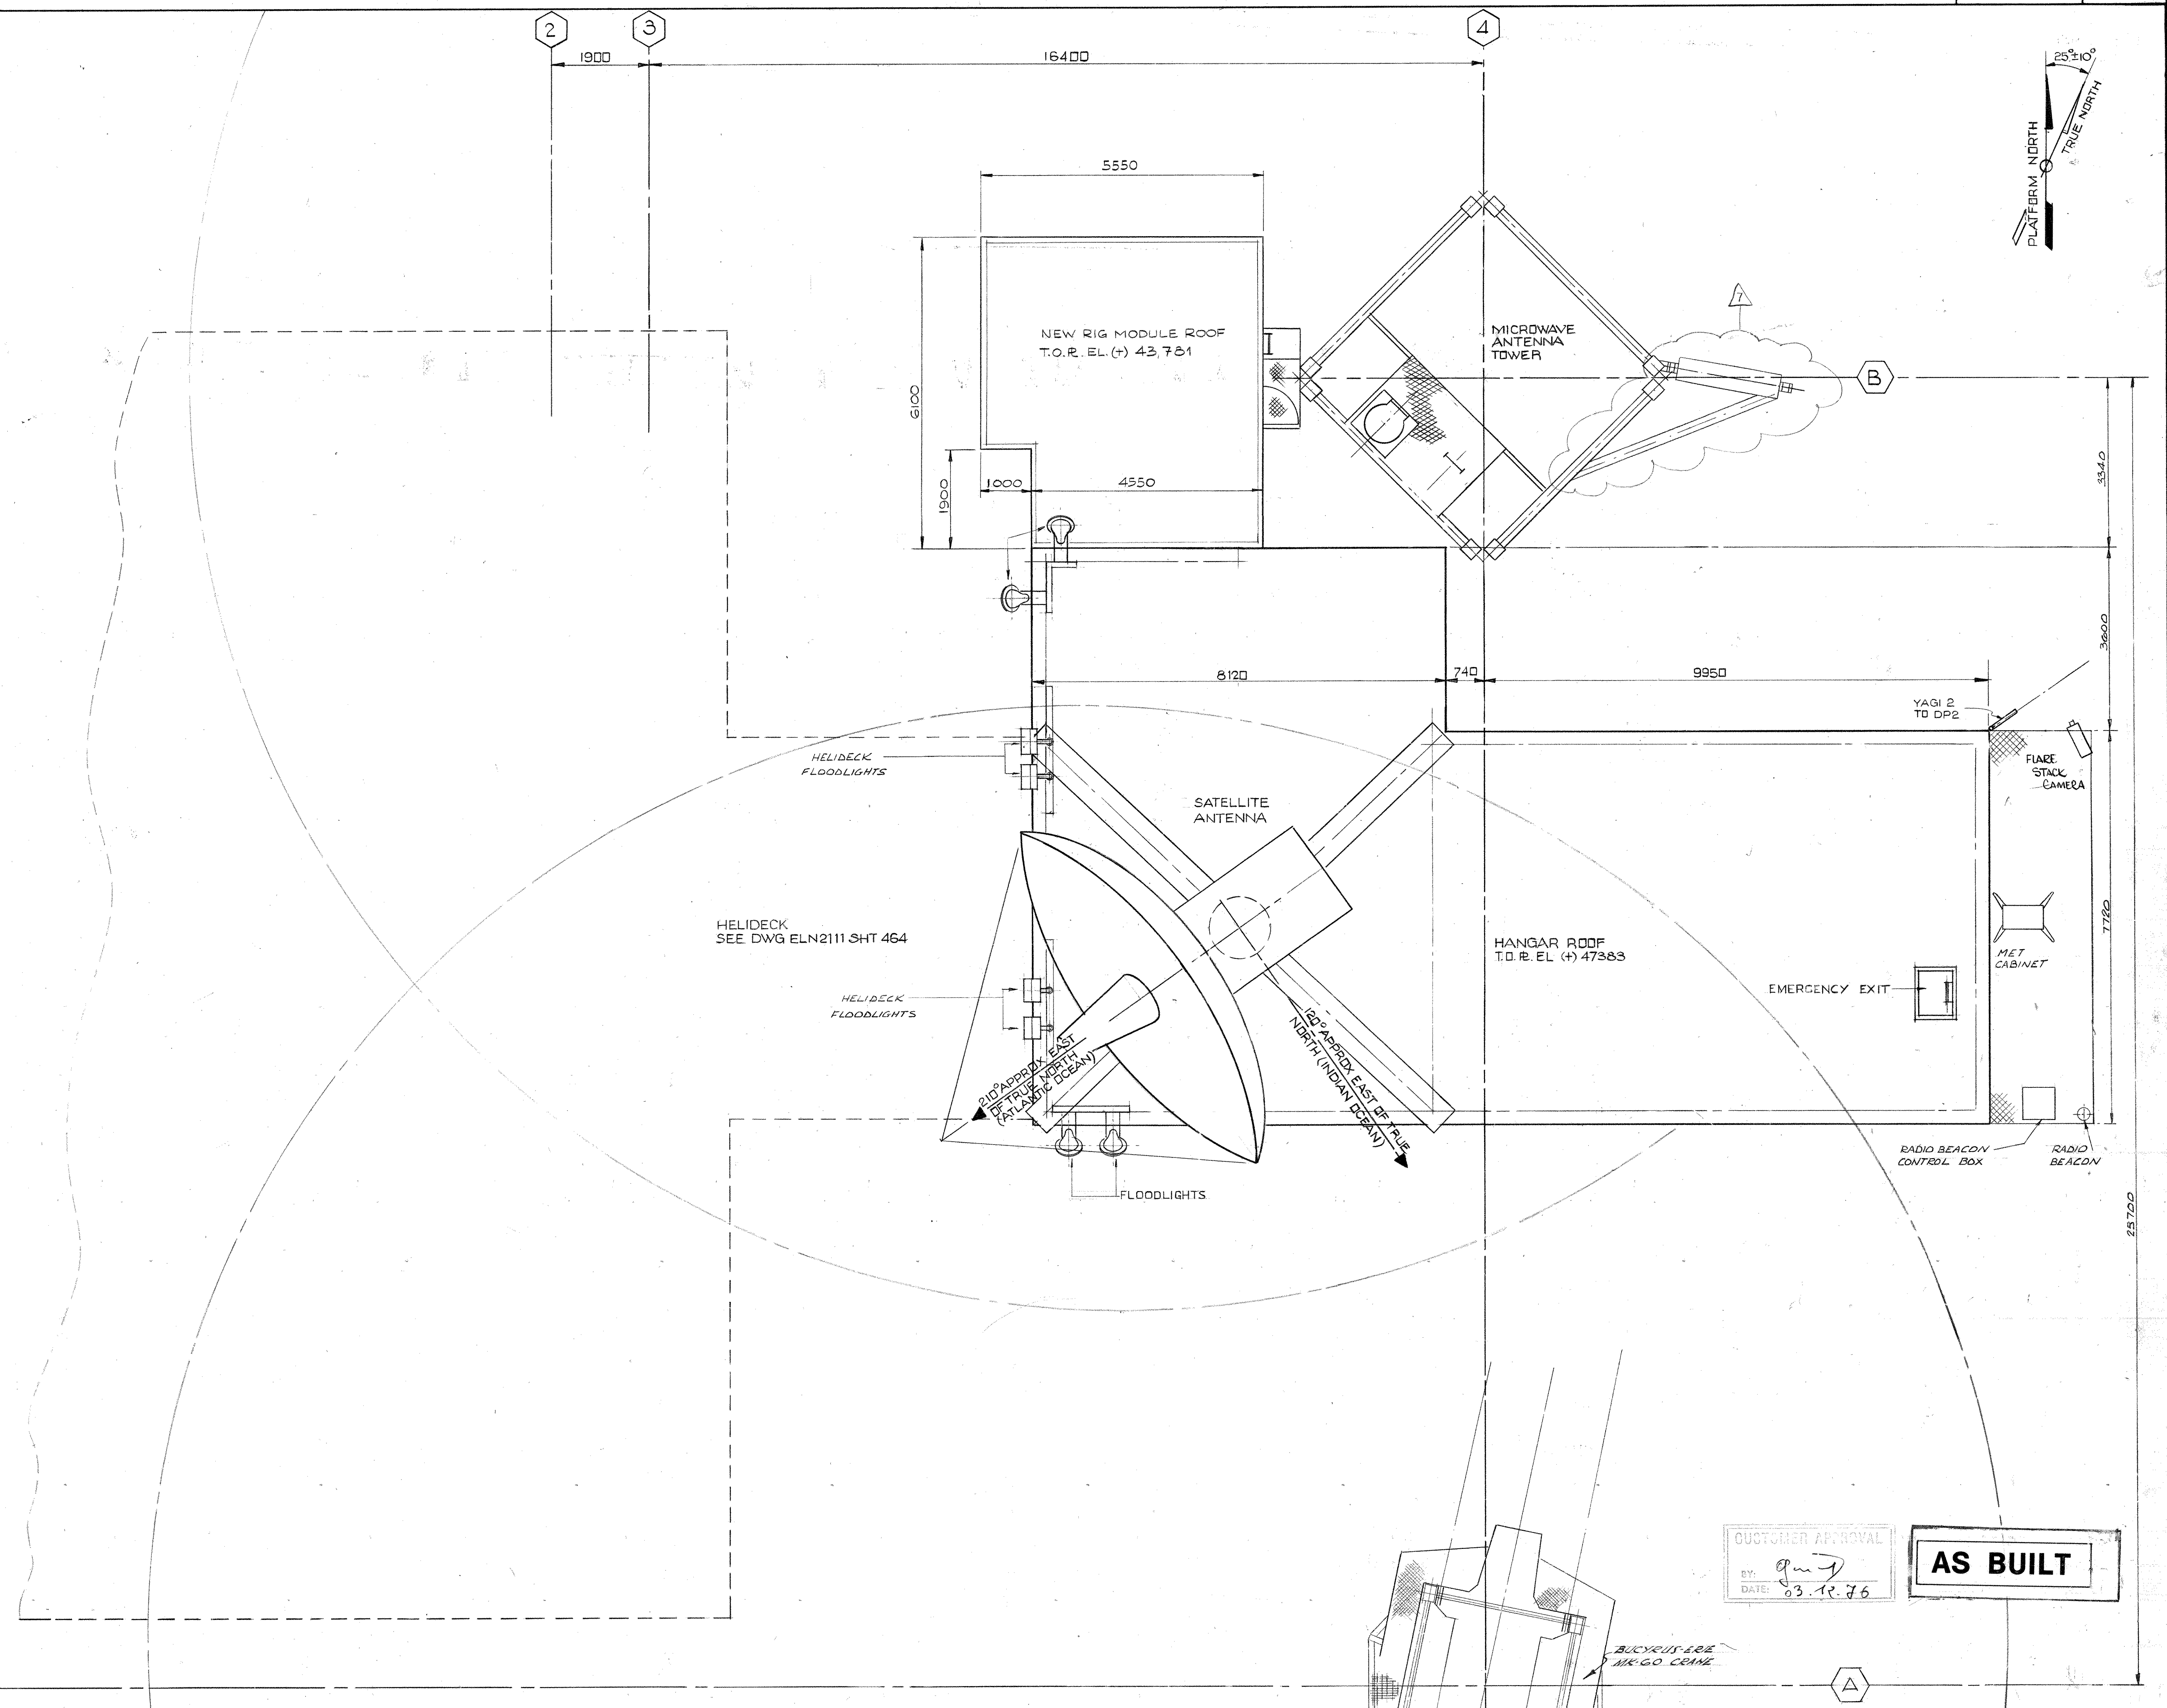 2
3
4
1900
16400
25°±10°
TRUE NORTH
PLATFORM NORTH
5550
7
NEW RIG MODULE ROOF
T.O.P. EL. (+) 43,781
MICROWAVE
ANTENNA
TOWER
B
6100
3340
1900
1000
4550
3600
8120
740
9950
YAGI 2
TO DP2
HELIDECK
FLOODLIGHTS
FLARE
STACK
CAMERA
SATELLITE
ANTENNA
HELIDECK
SEE DWG ELN2111 SHT 464
HANGAR ROOF
T.O.P. EL (+) 47383
7720
MET
CABINET
EMERGENCY EXIT
HELIDECK
FLOODLIGHTS
210° APPROX EAST
OF TRUE NORTH
(ATLANTIC OCEAN)
120° APPROX EAST OF TRUE
NORTH (INDIAN OCEAN)
RADIO BEACON
CONTROL BOX
RADIO
BEACON
FLOODLIGHTS
25700
CUSTOMER APPROVAL
BY:
DATE: 03.12.76
AS BUILT
BUCYRUS-ERIE
MK-60 CRANE
A